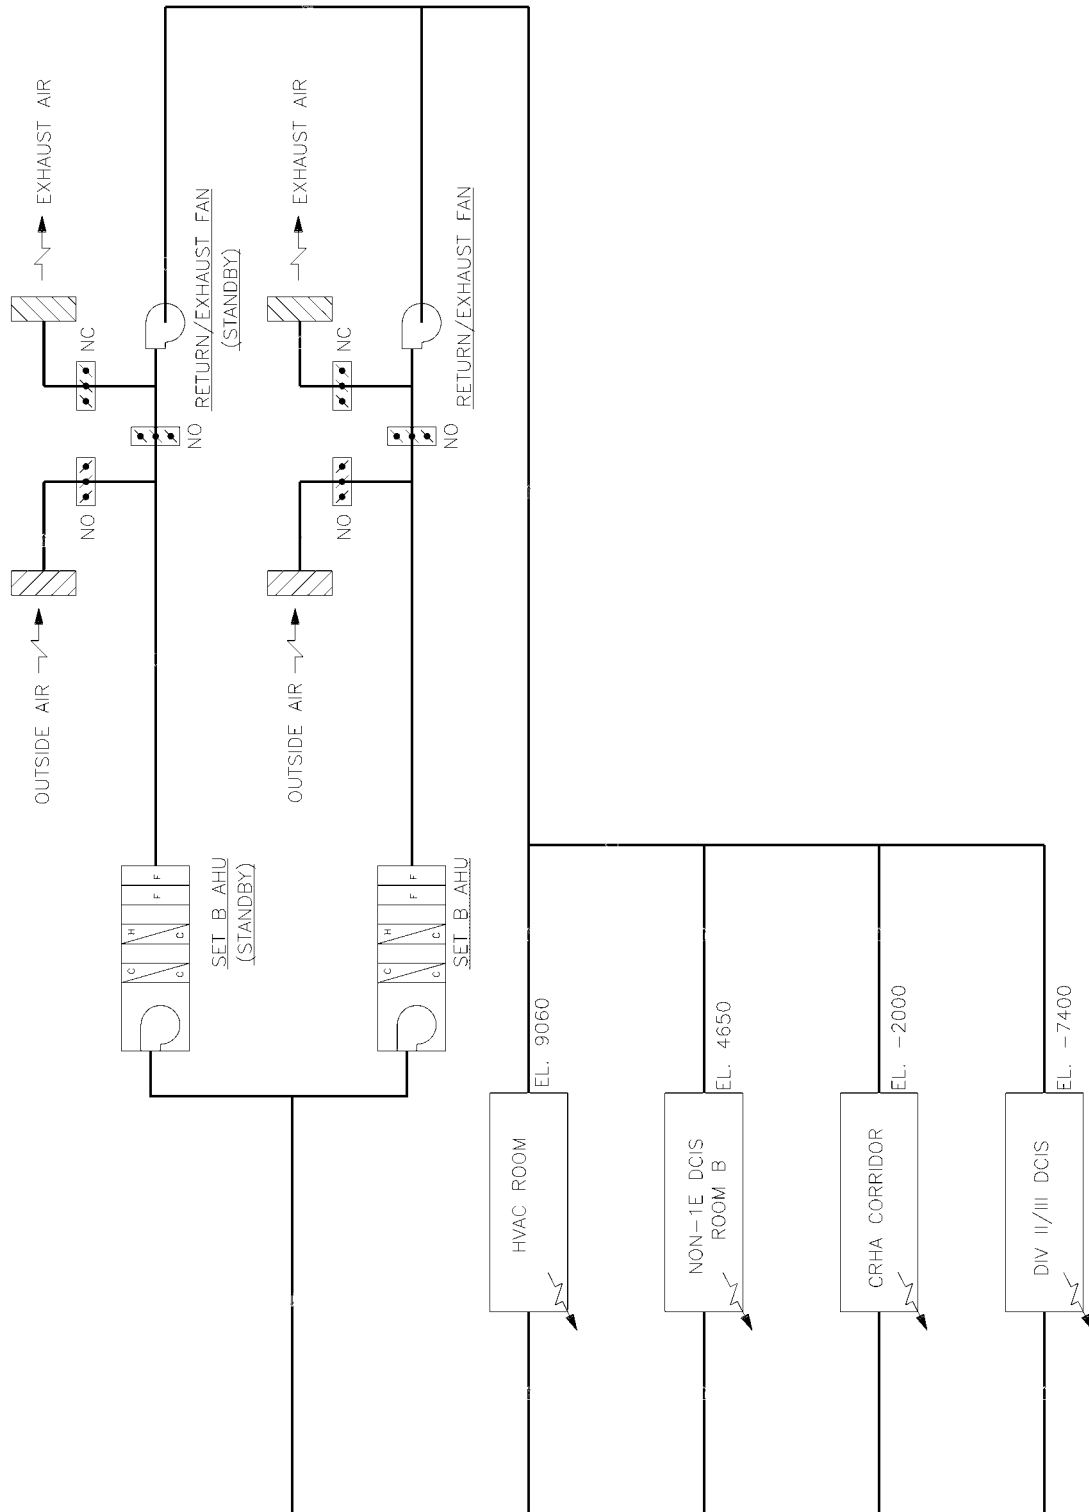 OUTSIDE AIR
EXHAUST AIR
NO
NC
NO
RETURN/EXHAUST FAN
(STANDBY)
F
F
H
C
C
C
SET B AHU
(STANDBY)
OUTSIDE AIR
EXHAUST AIR
NO
NC
NO
RETURN/EXHAUST FAN
F
F
H
C
C
C
SET B AHU
HVAC ROOM
EL. 9060
NON-1E DCIS
ROOM B
EL. 4650
CRHA CORRIDOR
EL. -2000
DIV II/III DCIS
EL. -7400